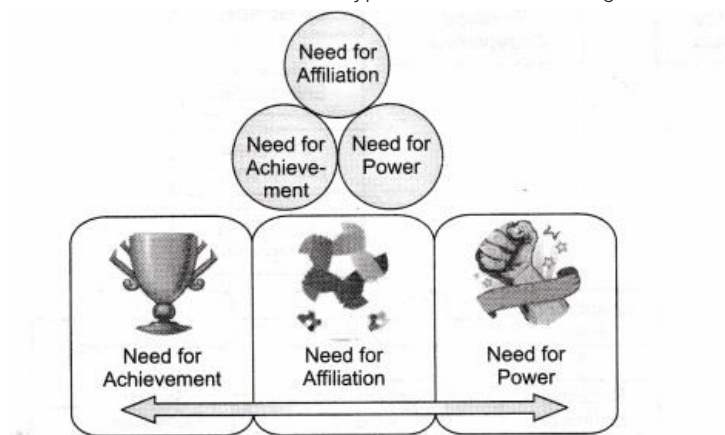 Need for
Affiliation
Need for
Achieve-
ment
Need for
Power
Need for
Achievement
Need for
Affiliation
Need for
Power